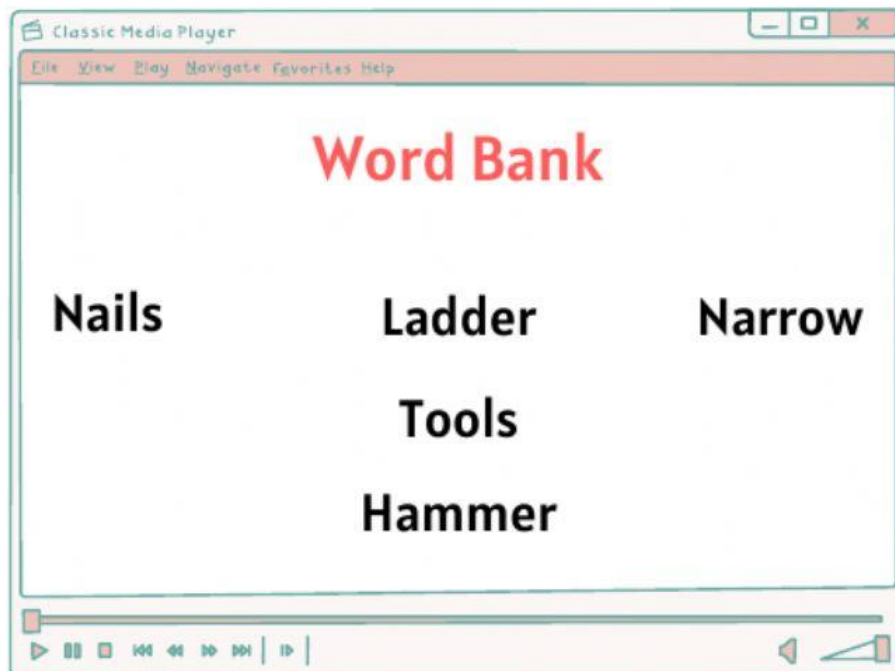 Classic Media Player
File View Play Navigate Favorites Help
Word Bank
Nails Ladder Narrow
Tools
Hammer